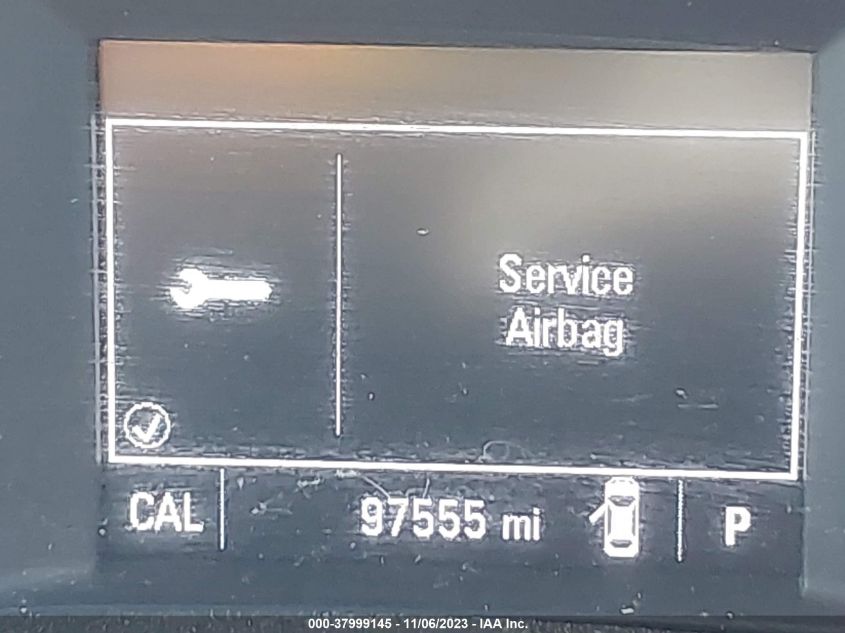 Service
Airbag
CAL 97555 mi P
000-37999145 - 11/06/2023 - IAA Inc.